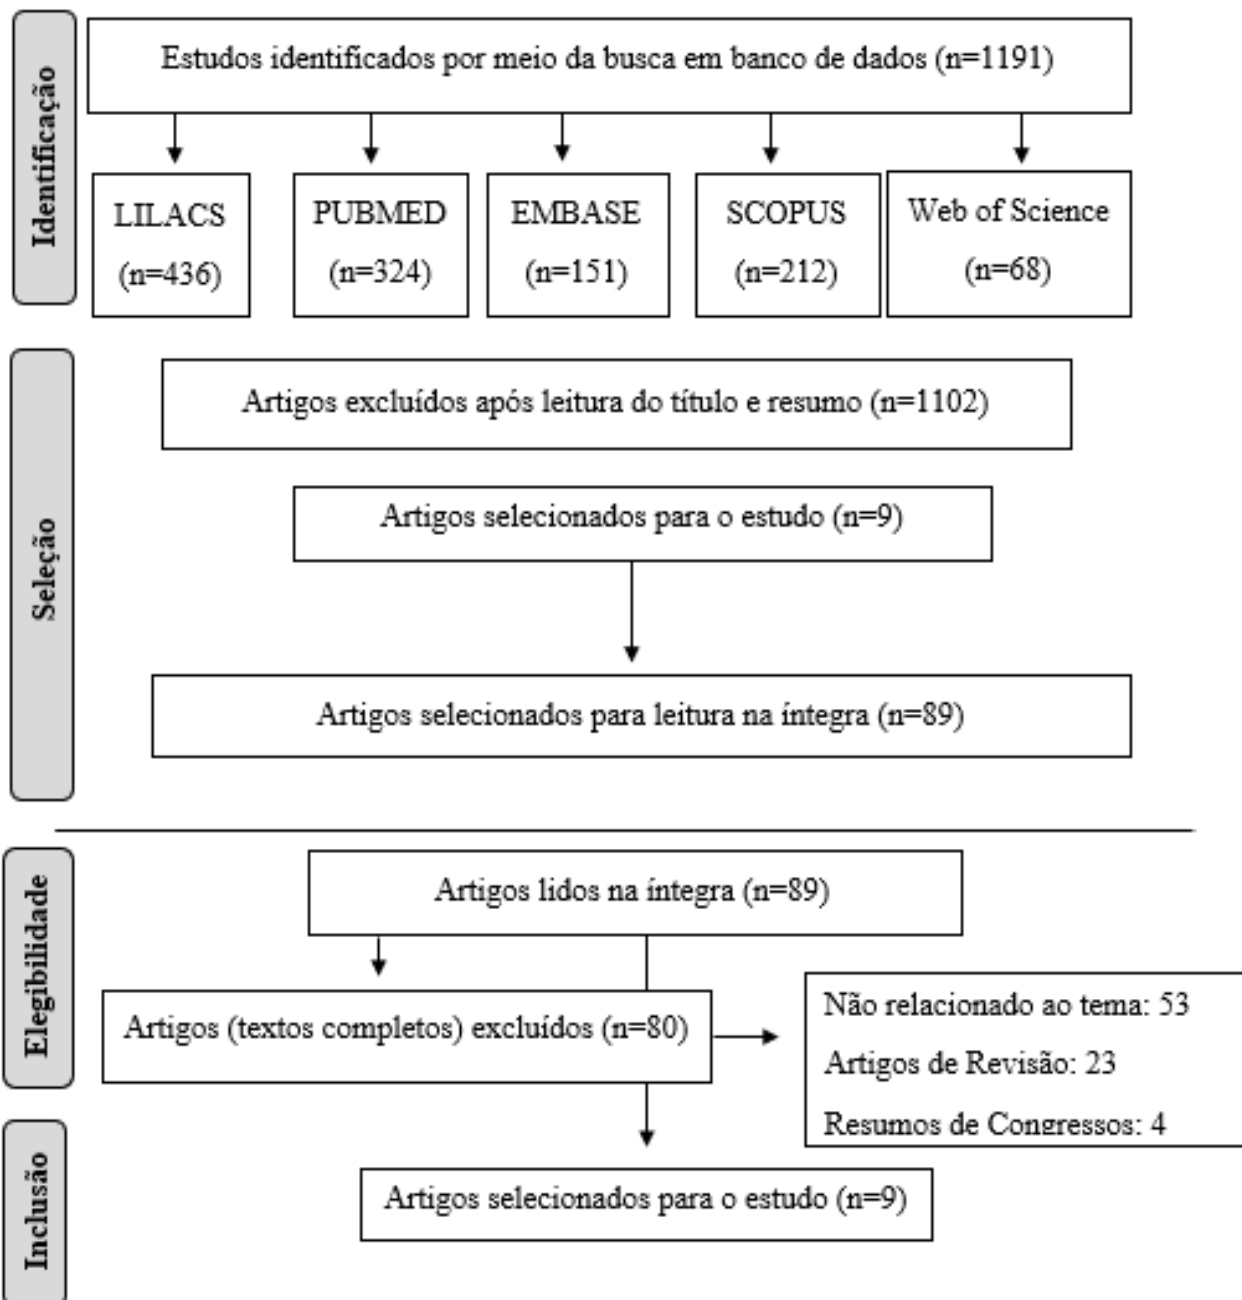 Identificação
Estudos identificados por meio da busca em banco de dados (n=1191)
LILACS
(n=436)
PUBMED
(n=324)
EMBASE
(n=151)
SCOPUS
(n=212)
Web of Science
(n=68)
Seleção
Artigos excluídos após leitura do título e resumo (n=1102)
Artigos selecionados para o estudo (n=9)
Artigos selecionados para leitura na íntegra (n=89)
Elegibilidade
Artigos lidos na íntegra (n=89)
Artigos (textos completos) excluídos (n=80)
Não relacionado ao tema: 53
Artigos de Revisão: 23
Resumos de Congressos: 4
Inclusão
Artigos selecionados para o estudo (n=9)